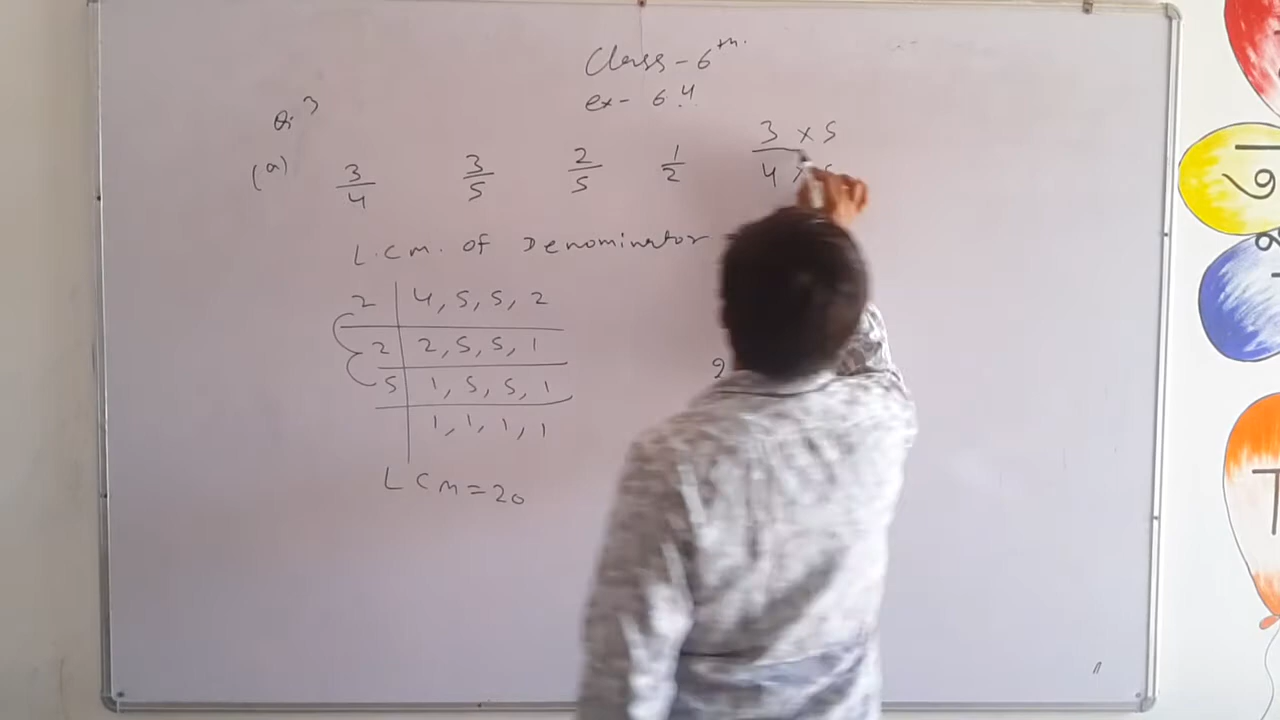 Class - 6th.
ex - 6.4.
Q. 3
(a) 3/4 3/5 2/5 1/2 3 × 5 / 4 ×
L.C.M. of Denominator
2 | 4, 5, 5, 2
2 | 2, 5, 5, 1
5 | 1, 5, 5, 1
1, 1, 1, 1
LCM = 20